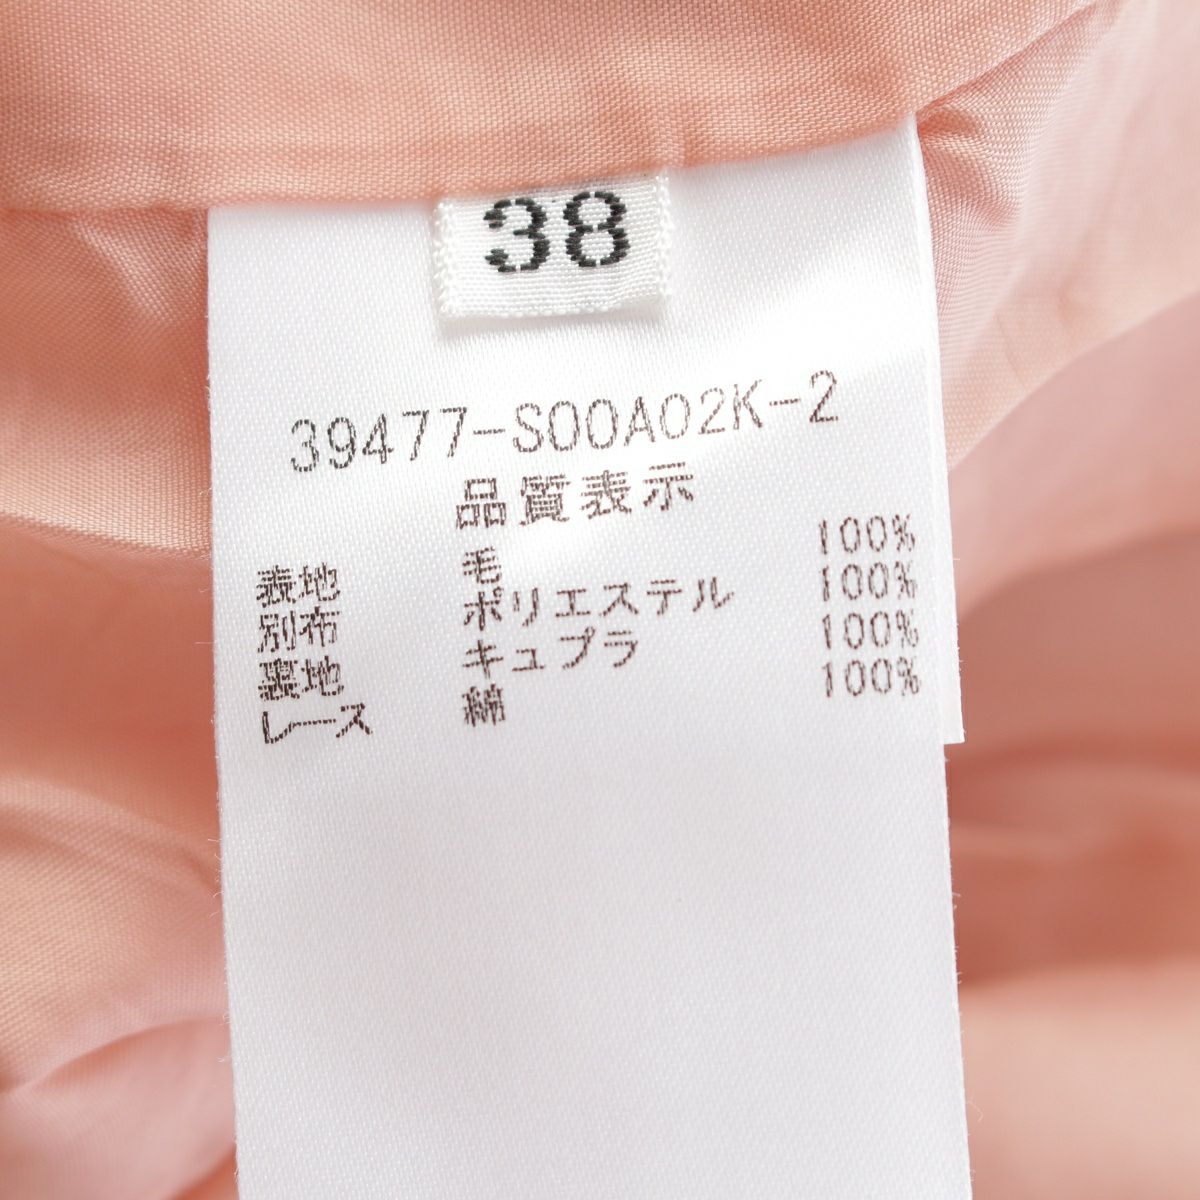 38
39477-S00A02K-2
品質表示
表地 毛 100%
別布 ポリエステル 100%
裏地 キュプラ 100%
レース 綿 100%